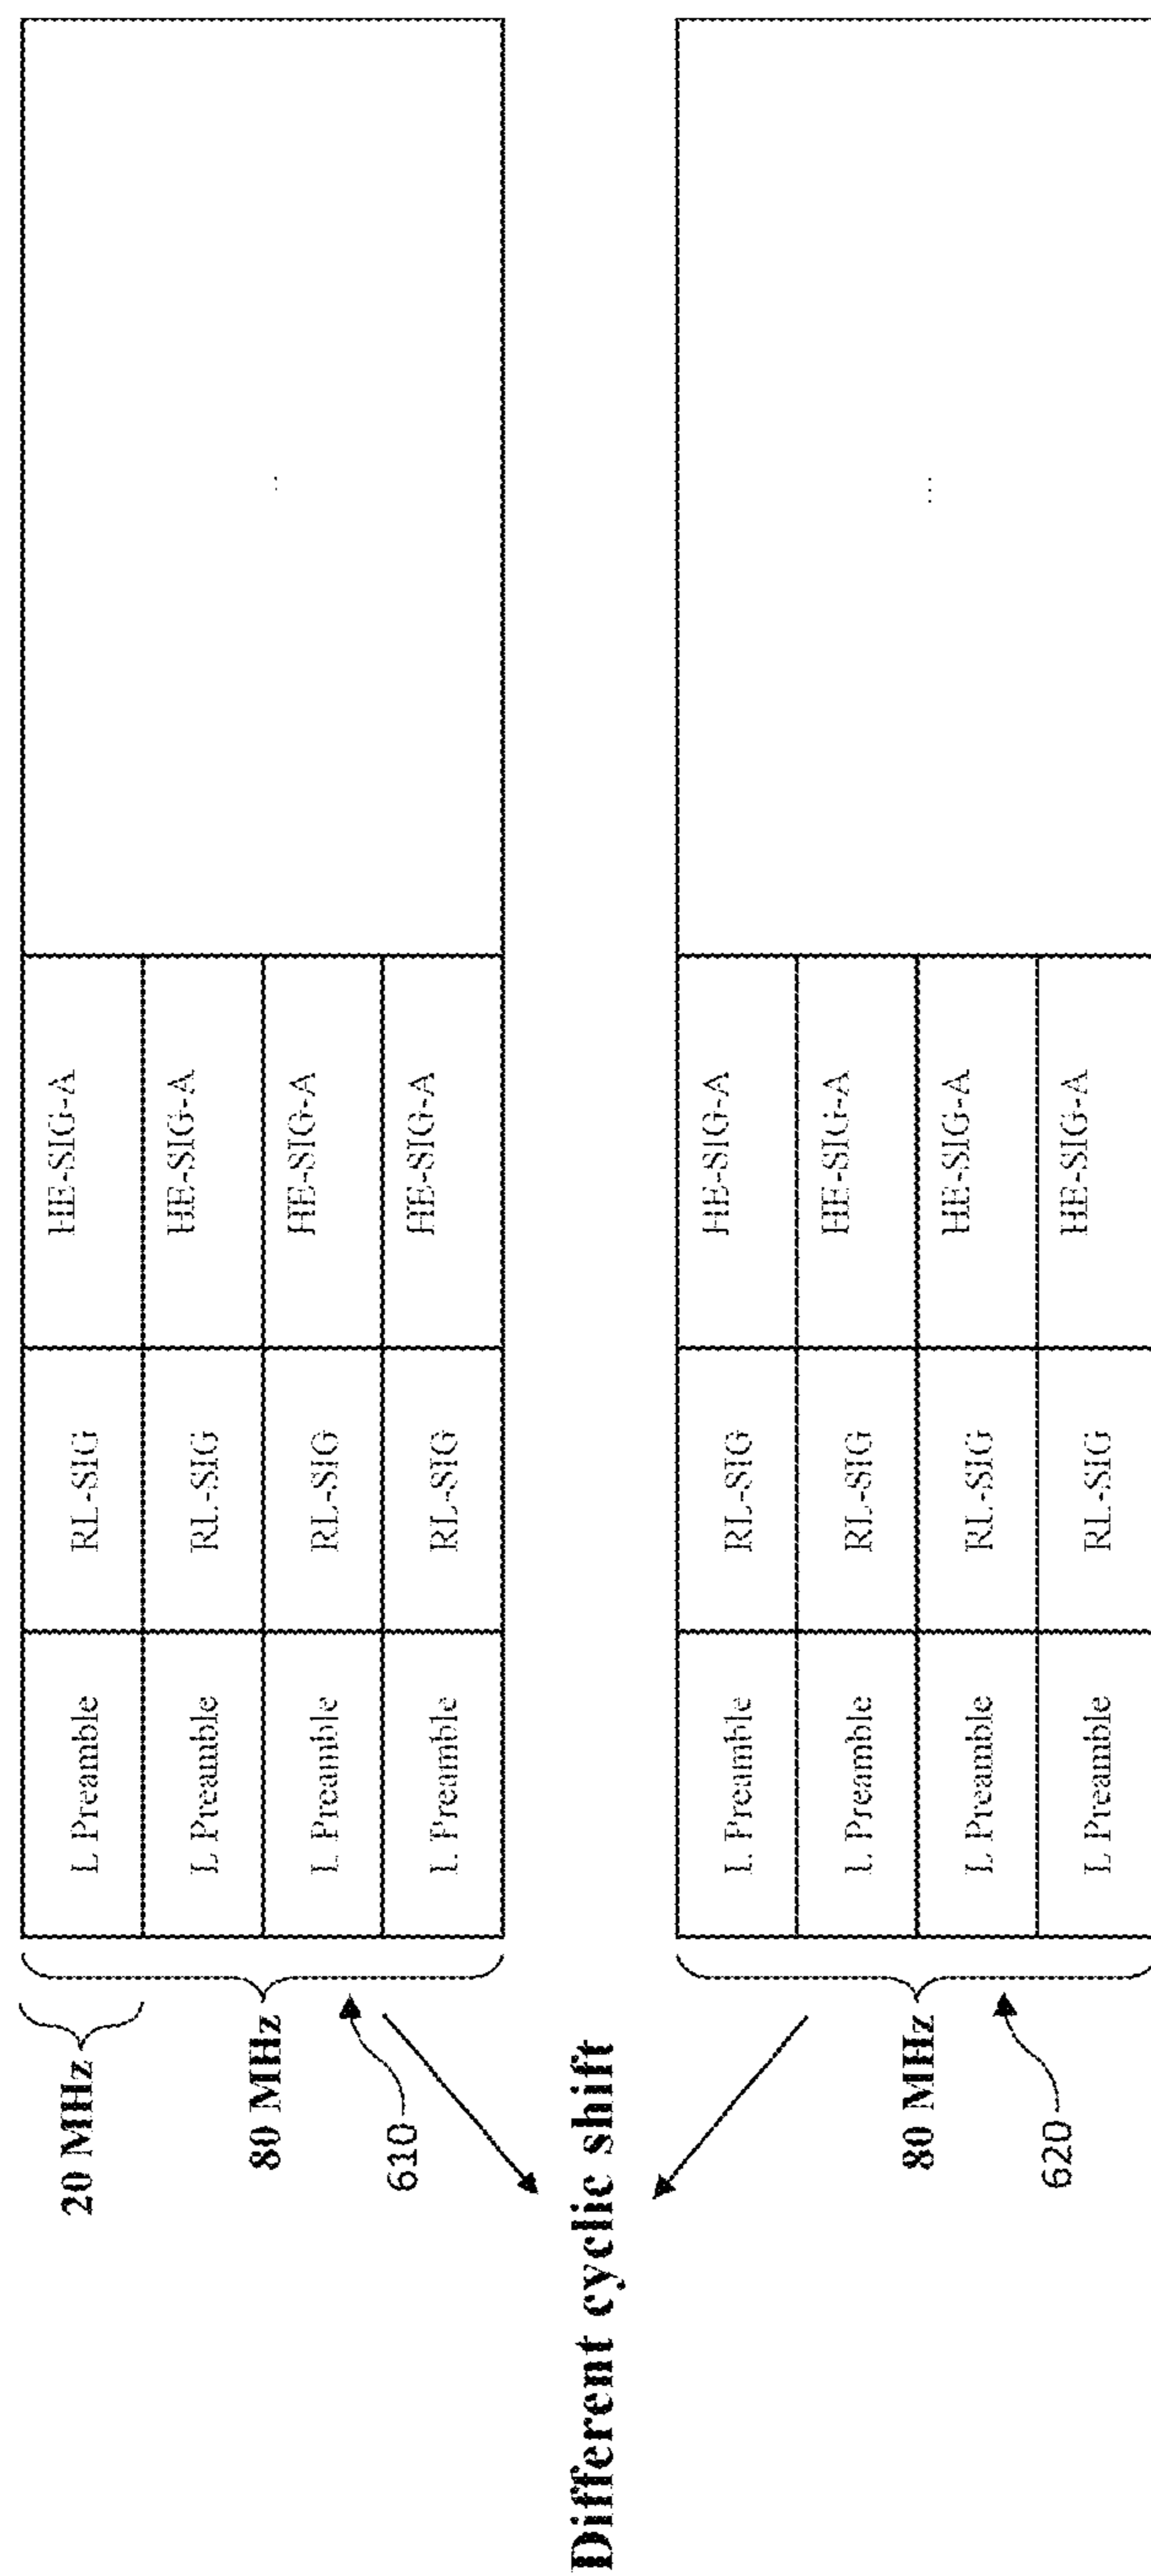 20 MHz
L Preamble RL-SIG HE-SIG-A
L Preamble RL-SIG HE-SIG-A
80 MHz
...
L Preamble RL-SIG HE-SIG-A
610
L Preamble RL-SIG HE-SIG-A
Different cyclic shift
L Preamble RL-SIG HE-SIG-A
L Preamble RL-SIG HE-SIG-A
80 MHz
...
L Preamble RL-SIG HE-SIG-A
620
L Preamble RL-SIG HE-SIG-A